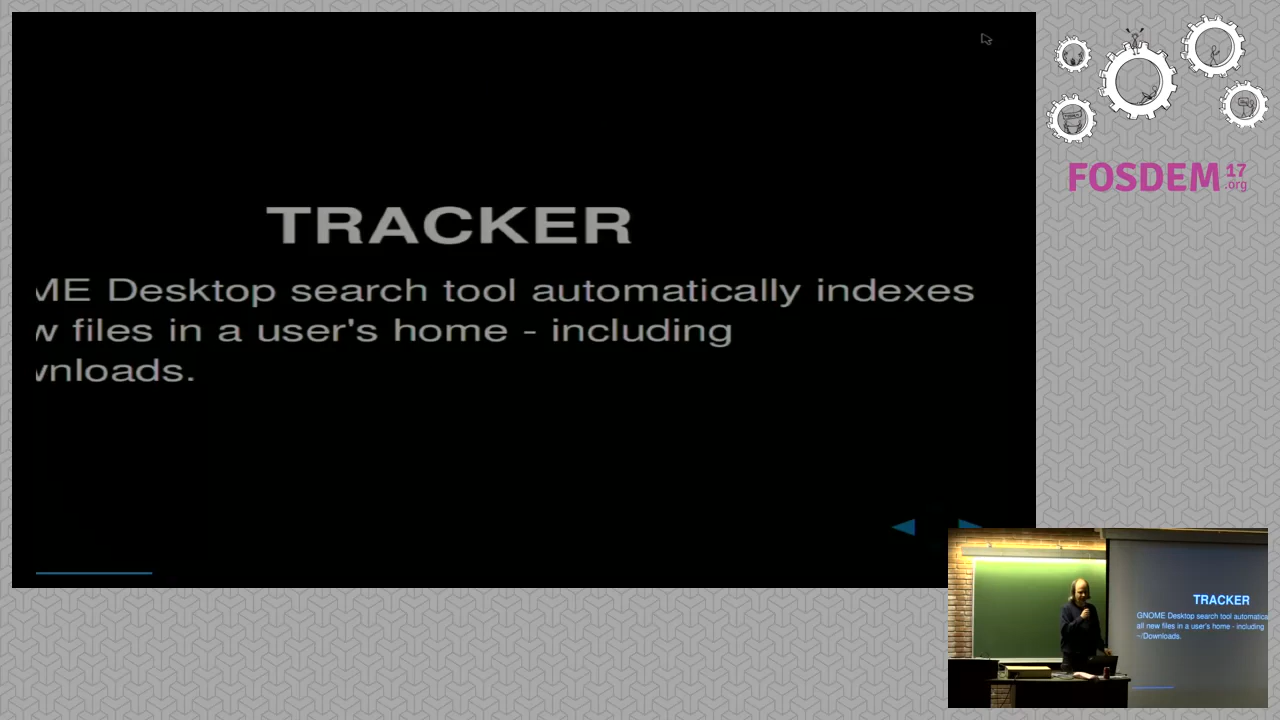 TRACKER
ME Desktop search tool automatically indexes
w files in a user's home - including
wnloads.
FOSDEM 17
.org
TRACKER
GNOME Desktop search tool automatica
all new files in a user's home - including
~/Downloads.